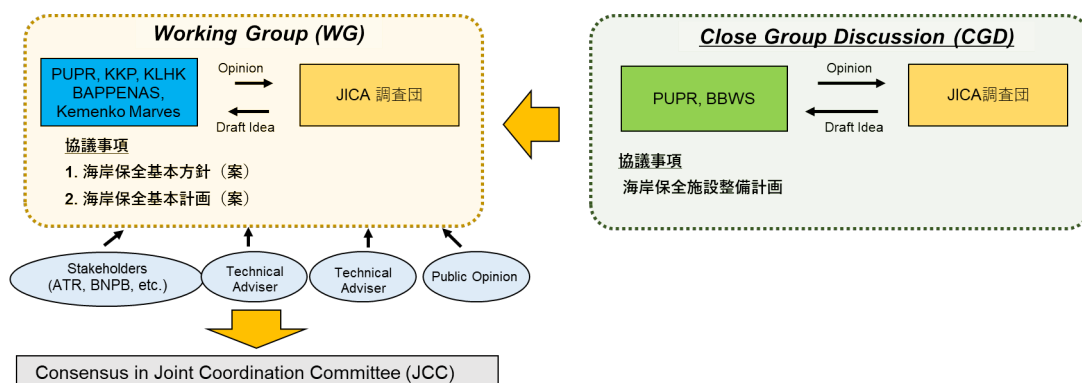 Working Group (WG)
PUPR, KKP, KLHK
BAPPENAS,
Kemenko Marves
Opinion
Draft Idea
JICA 調査団
協議事項
1. 海岸保全基本方針（案）
2. 海岸保全基本計画（案）
Close Group Discussion (CGD)
PUPR, BBWS
Opinion
Draft Idea
JICA調査団
協議事項
海岸保全施設整備計画
Stakeholders
(ATR, BNPB, etc.)
Technical
Adviser
Technical
Adviser
Public Opinion
Consensus in Joint Coordination Committee (JCC)